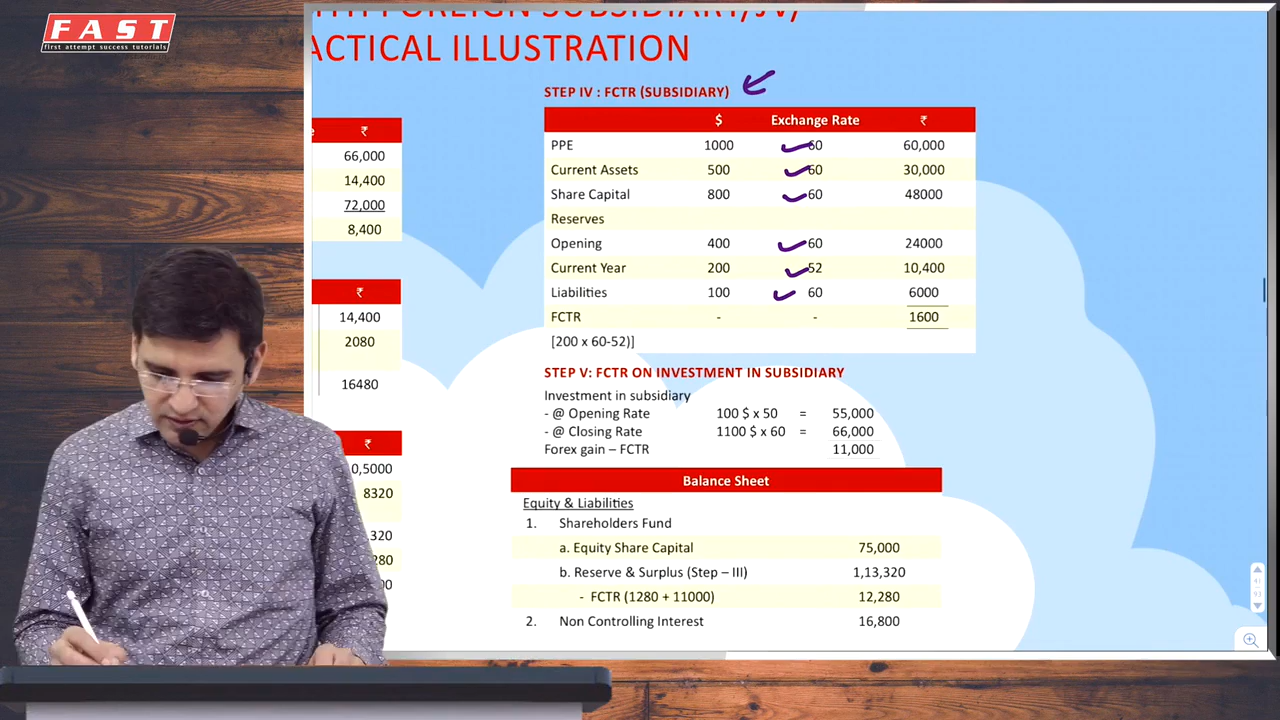 FAST
first attempt success tutorials
ACTICAL ILLUSTRATION
₹
66,000
14,400
72,000
8,400
₹
14,400
2080
16480
₹
0,5000
8320
,320
280
00
STEP IV : FCTR (SUBSIDIARY)
$ Exchange Rate ₹
PPE 1000 60 60,000
Current Assets 500 60 30,000
Share Capital 800 60 48000
Reserves
Opening 400 60 24000
Current Year 200 52 10,400
Liabilities 100 60 6000
FCTR - - 1600
[200 x 60-52)]
STEP V: FCTR ON INVESTMENT IN SUBSIDIARY
Investment in subsidiary
- @ Opening Rate 100 $ x 50 = 55,000
- @ Closing Rate 1100 $ x 60 = 66,000
Forex gain – FCTR 11,000
Balance Sheet
Equity & Liabilities
1. Shareholders Fund
a. Equity Share Capital 75,000
b. Reserve & Surplus (Step – III) 1,13,320
- FCTR (1280 + 11000) 12,280
2. Non Controlling Interest 16,800